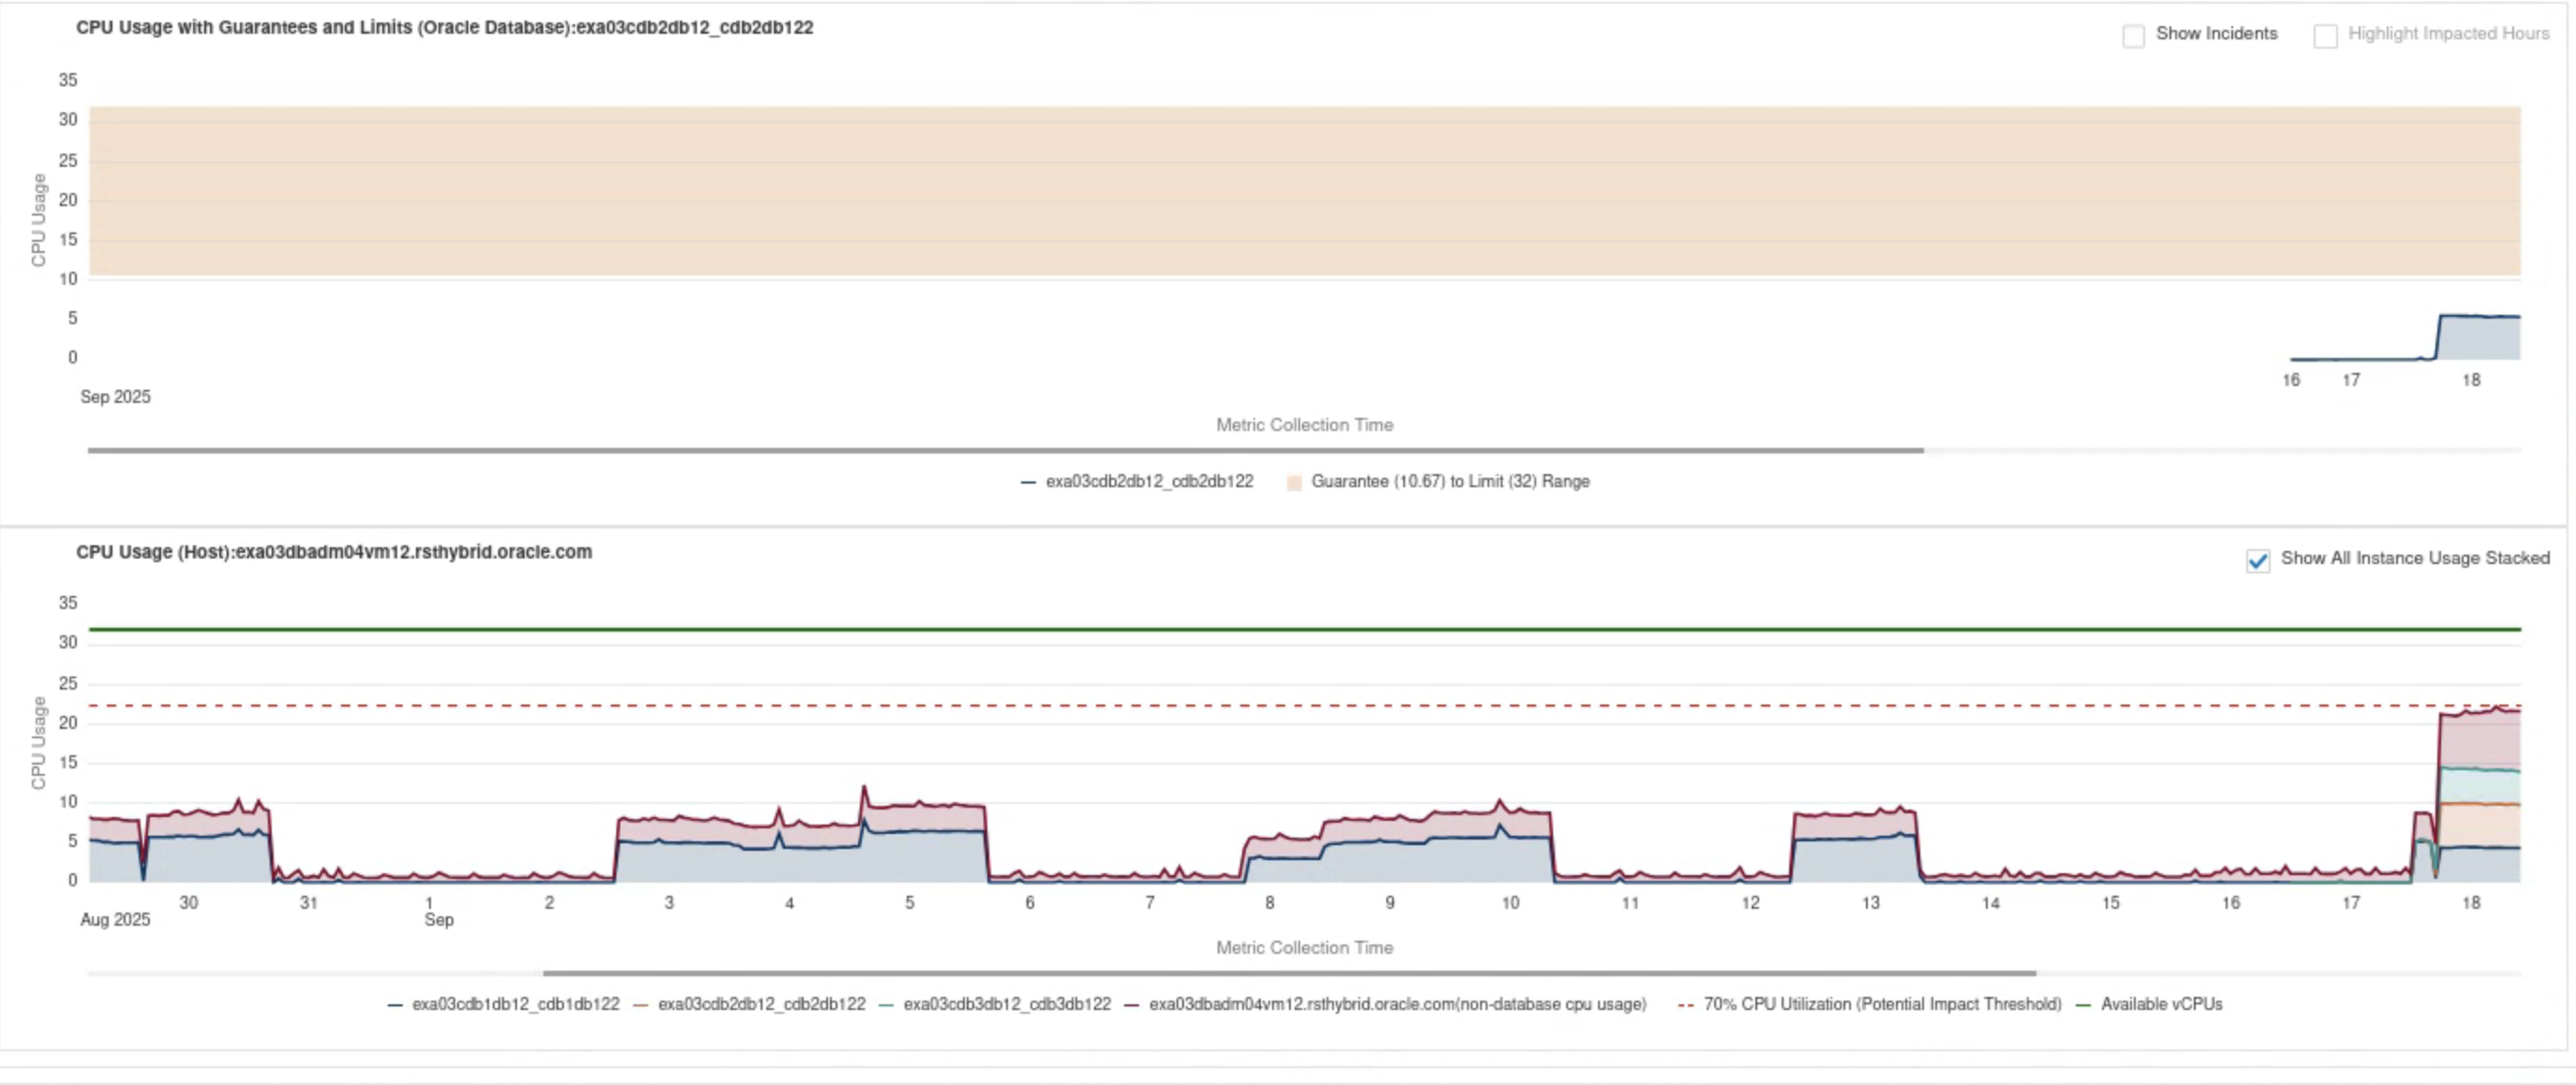 CPU Usage with Guarantees and Limits (Oracle Database):exa03cdb2db12_cdb2db122
Show Incidents
Highlight Impacted Hours
35
30
25
20
15
10
5
0
CPU Usage
16
17
18
Sep 2025
Metric Collection Time
exa03cdb2db12_cdb2db122
Guarantee (10.67) to Limit (32) Range
CPU Usage (Host):exa03dbadm04vm12.rsthybrid.oracle.com
Show All Instance Usage Stacked
35
30
25
20
15
10
5
0
CPU Usage
30
31
1
2
3
4
5
6
7
8
9
10
11
12
13
14
15
16
17
18
Aug 2025
Sep
Metric Collection Time
exa03cdb1db12_cdb1db122
exa03cdb2db12_cdb2db122
exa03cdb3db12_cdb3db122
exa03dbadm04vm12.rsthybrid.oracle.com(non-database cpu usage)
70% CPU Utilization (Potential Impact Threshold)
Available vCPUs